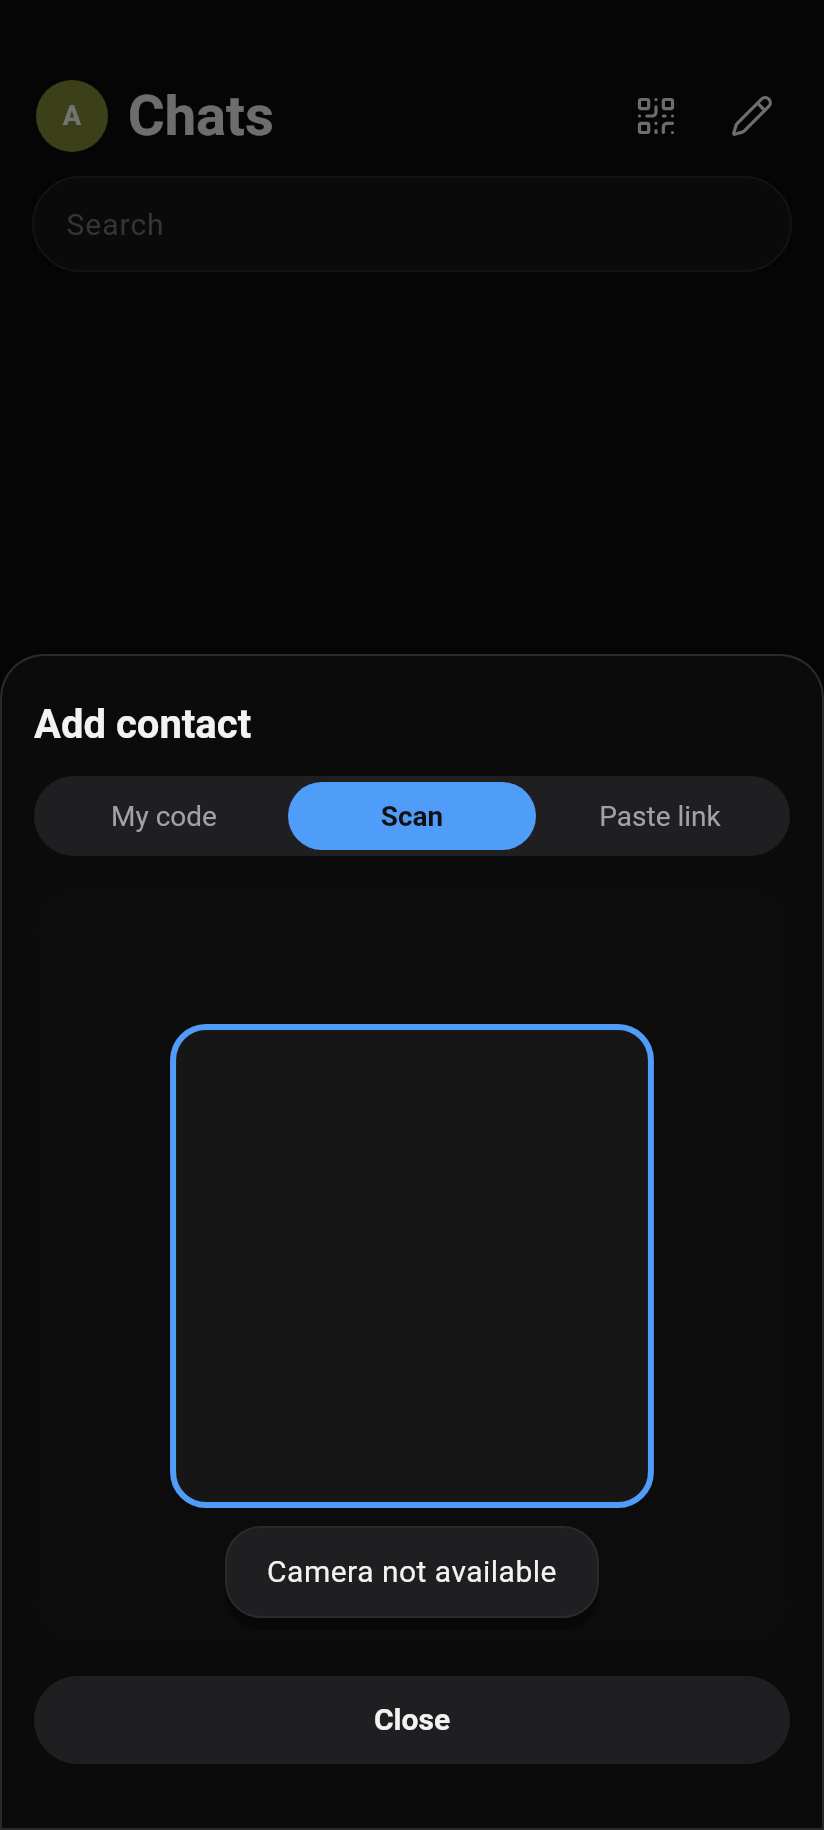 A
Chats
Search
Add contact
My code
Scan
Paste link
Camera not available
Close